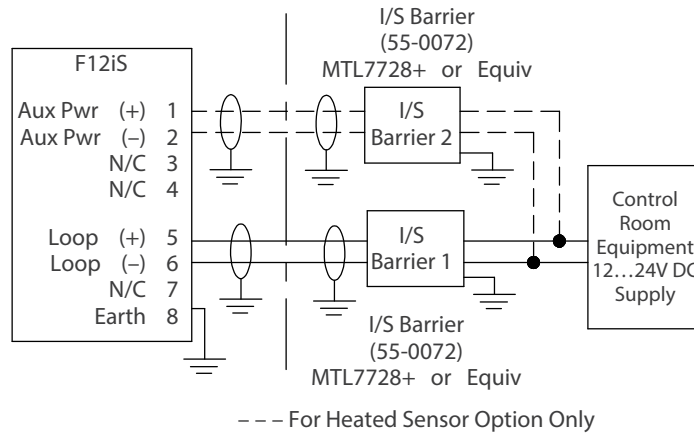 I/S Barrier
(55-0072)
MTL7728+ or Equiv
F12iS
Aux Pwr (+) 1
Aux Pwr (–) 2
N/C 3
N/C 4
Loop (+) 5
Loop (–) 6
N/C 7
Earth 8
I/S
Barrier 2
I/S
Barrier 1
Control
Room
Equipment
12...24V DC
Supply
I/S Barrier
(55-0072)
MTL7728+ or Equiv
For Heated Sensor Option Only